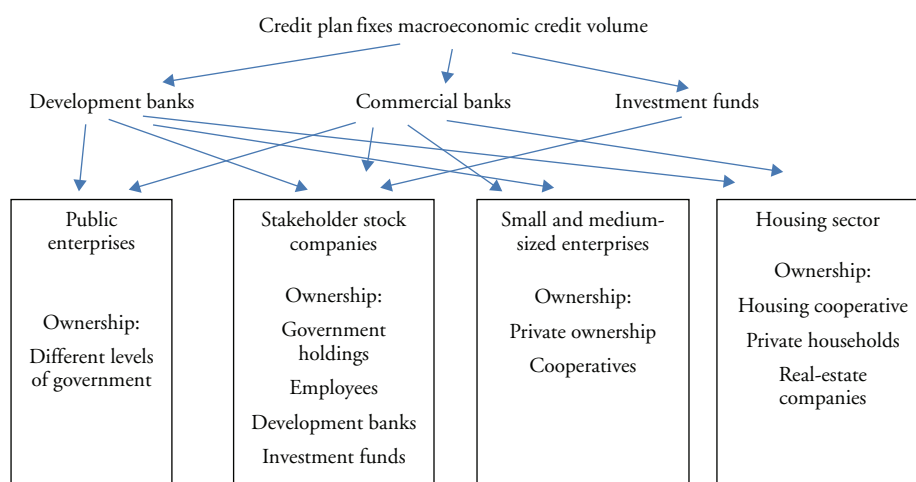 Credit plan fixes macroeconomic credit volume
Development banks
Commercial banks
Investment funds
Public
enterprises
Ownership:
Different levels
of government
Stakeholder stock
companies
Ownership:
Government
holdings
Employees
Development banks
Investment funds
Small and medium-
sized enterprises
Ownership:
Private ownership
Cooperatives
Housing sector
Ownership:
Housing cooperative
Private households
Real-estate
companies